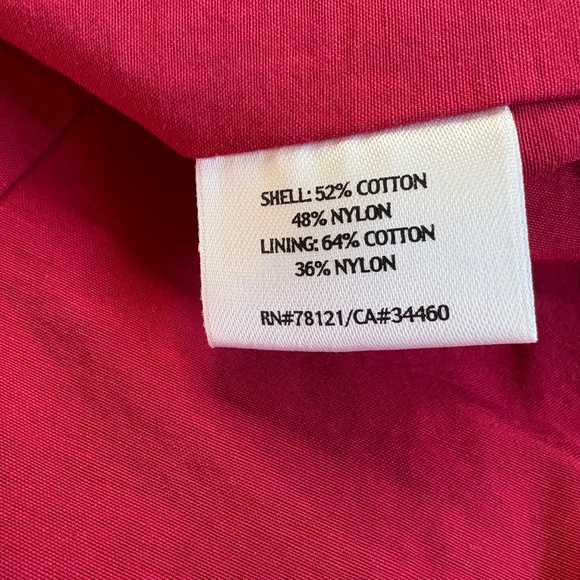 SHELL: 52% COTTON
48% NYLON
LINING: 64% COTTON
36% NYLON
RN#78121/CA#34460